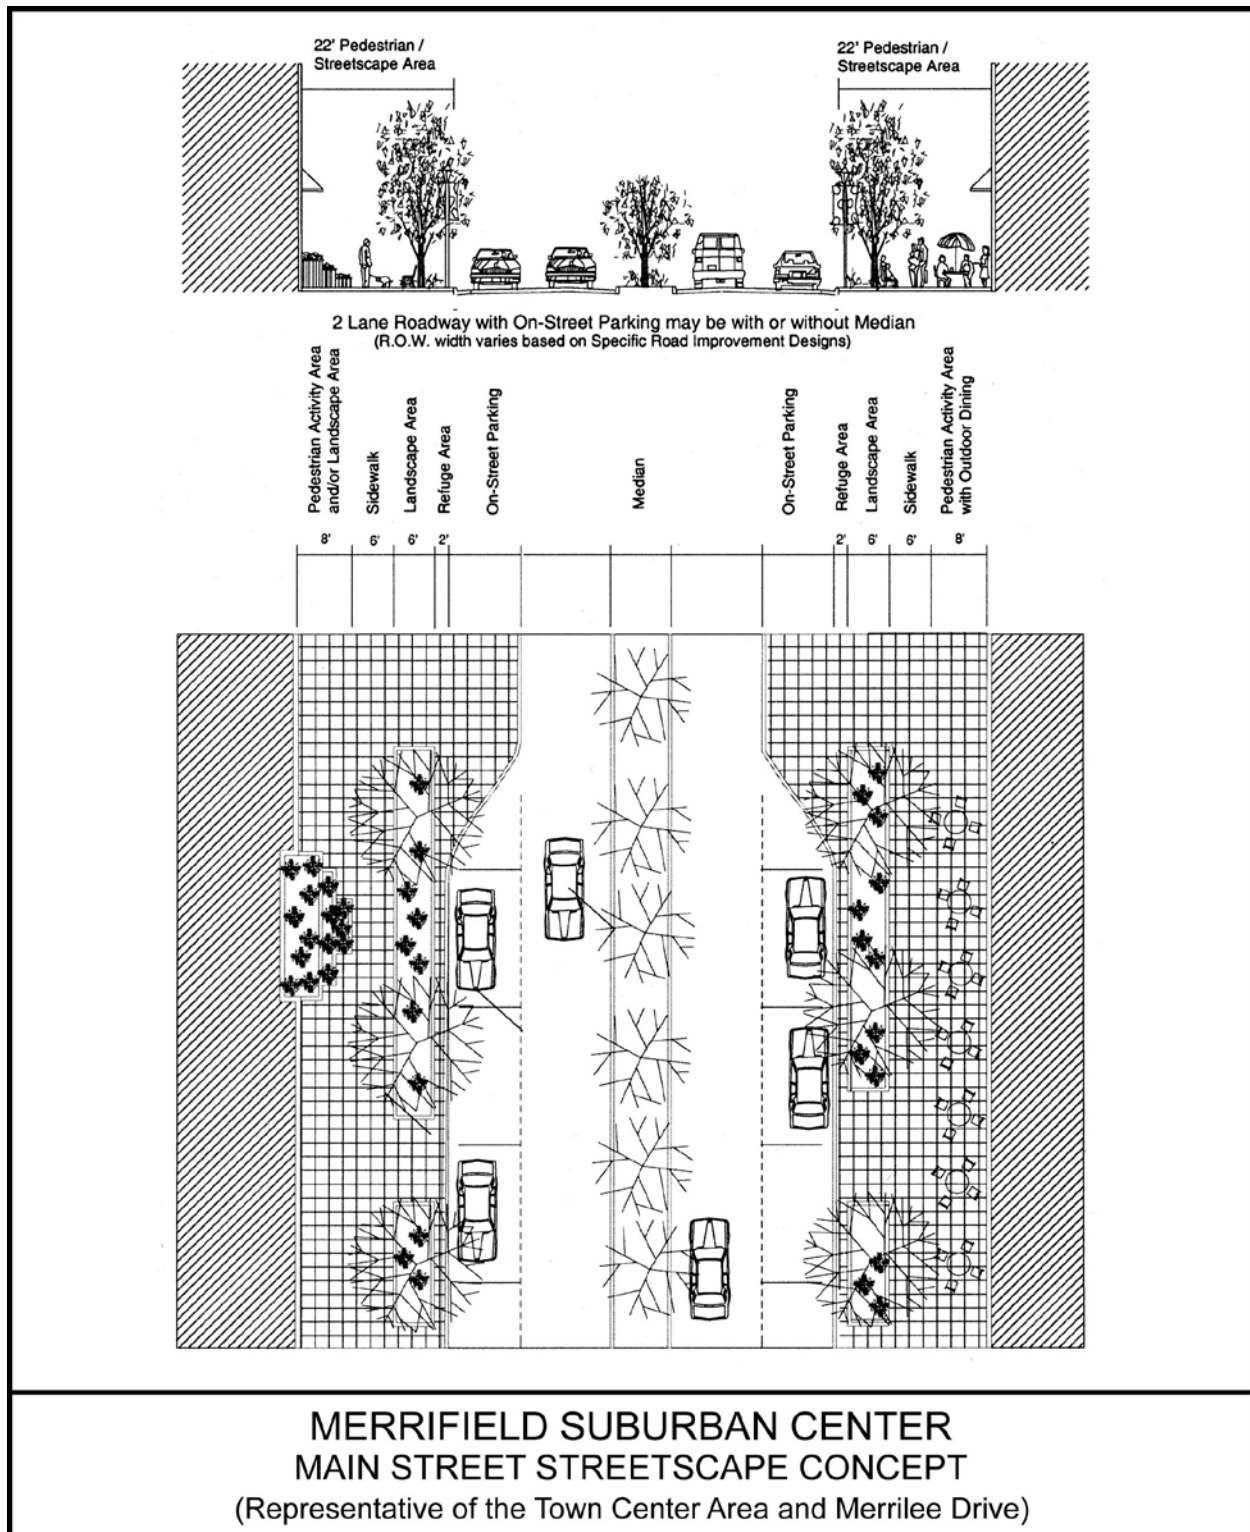 22' Pedestrian /
Streetscape Area
22' Pedestrian /
Streetscape Area
2 Lane Roadway with On-Street Parking may be with or without Median
(R.O.W. width varies based on Specific Road Improvement Designs)
Pedestrian Activity Area
and/or Landscape Area
Sidewalk
Landscape Area
Refuge Area
On-Street Parking
Median
On-Street Parking
Refuge Area
Landscape Area
Sidewalk
Pedestrian Activity Area
with Outdoor Dining
8' 6' 6' 2' 2' 6' 6' 8'
MERRIFIELD SUBURBAN CENTER
MAIN STREET STREETSCAPE CONCEPT
(Representative of the Town Center Area and Merrilee Drive)